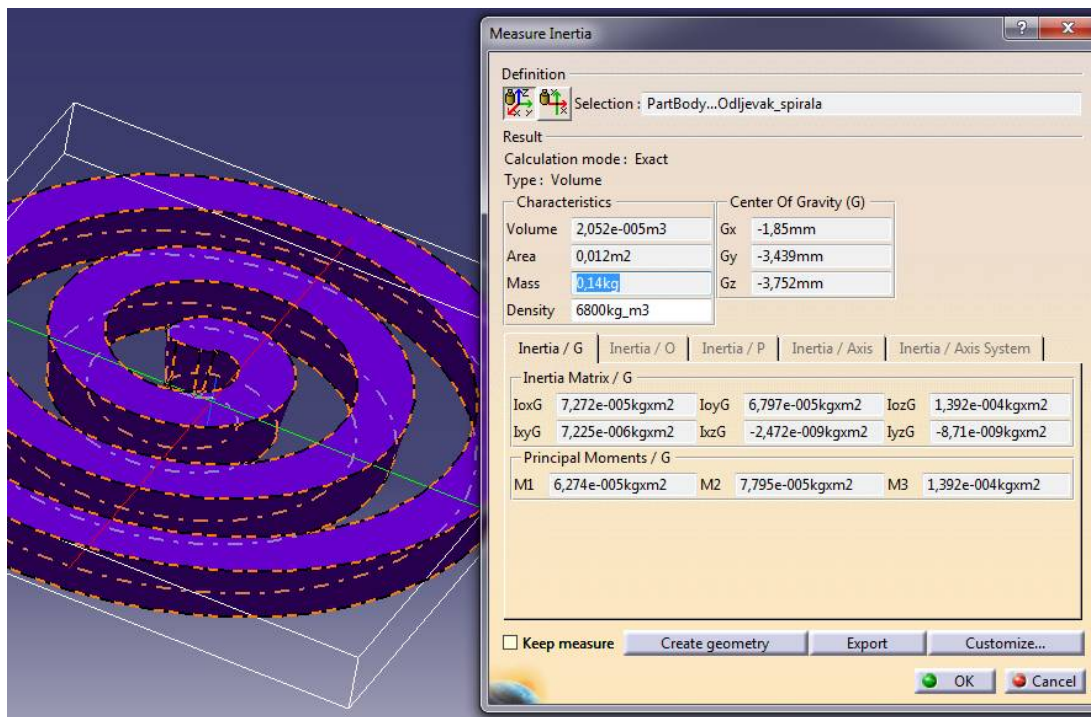 Measure Inertia
Definition
Selection : PartBody...Odljevak_spirala
Result
Calculation mode : Exact
Type : Volume
Characteristics Center Of Gravity (G)
Volume 2,052e-005m3 Gx -1,85mm
Area 0,012m2 Gy -3,439mm
Mass 0,14kg Gz -3,752mm
Density 6800kg_m3
Inertia / G Inertia / O Inertia / P Inertia / Axis Inertia / Axis System
Inertia Matrix / G
IoxG 7,272e-005kgxm2 IoyG 6,797e-005kgxm2 IozG 1,392e-004kgxm2
IxyG 7,225e-006kgxm2 IxzG -2,472e-009kgxm2 IyzG -8,71e-009kgxm2
Principal Moments / G
M1 6,274e-005kgxm2 M2 7,795e-005kgxm2 M3 1,392e-004kgxm2
Keep measure Create geometry Export Customize...
OK Cancel